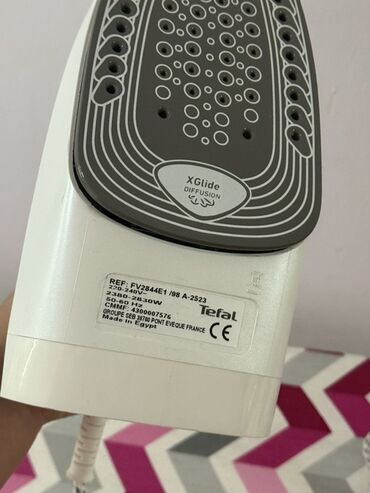 XGlide
DIFFUSION
REF: FV2844E1 /98 A-2523
220-240V~
2380-2830W
50-60 Hz
CMMF: 4300007576
GROUPE SEB 39780 PONT EVEQUE FRANCE
Made in Egypt
Tefal
CE